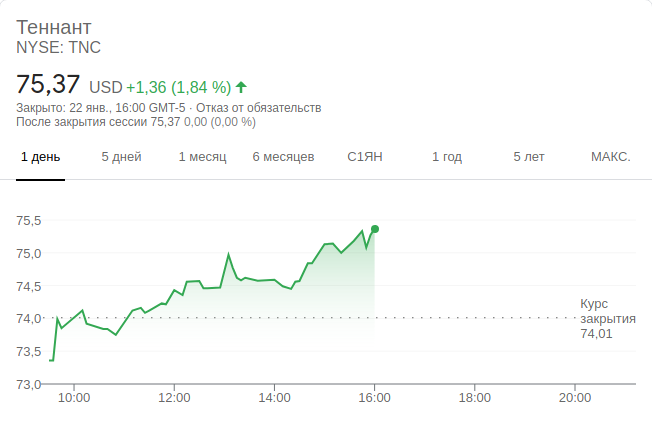 Теннант
NYSE: TNC
75,37 USD +1,36 (1,84 %)
Закрыто: 22 янв., 16:00 GMT-5 · Отказ от обязательств
После закрытия сессии 75,37 0,00 (0,00 %)
1 день 5 дней 1 месяц 6 месяцев С1ЯН 1 год 5 лет МАКС.
75,5
75,0
74,5
74,0
73,5
73,0
Курс
закрытия
74,01
10:00 12:00 14:00 16:00 18:00 20:00